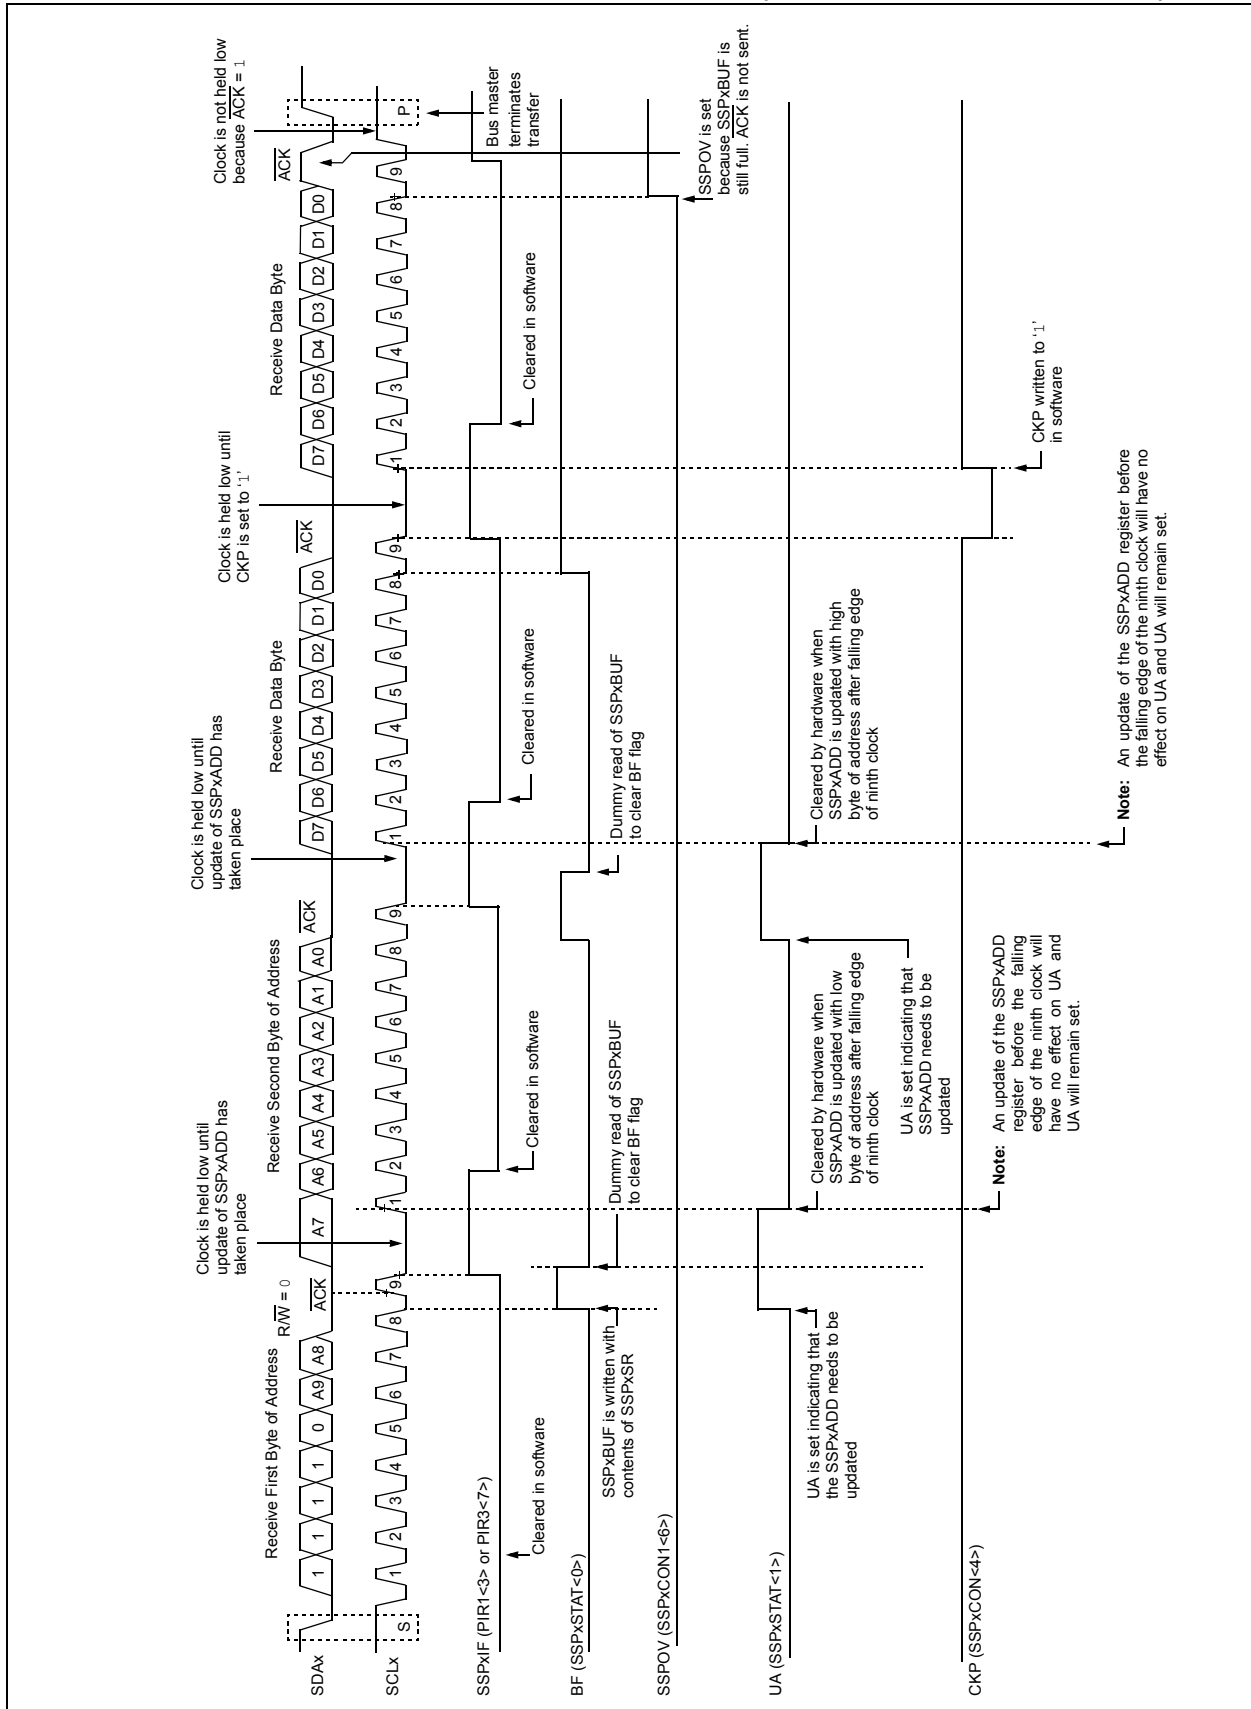 Receive First Byte of Address
R/W = 0
ACK
Clock is held low until
update of SSPxADD has
taken place
Receive Second Byte of Address
ACK
Clock is held low until
update of SSPxADD has
taken place
Receive Data Byte
ACK
Clock is held low until
CKP is set to ‘1’
Receive Data Byte
ACK
Clock is not held low
because ACK = 1
SDAx
1 1 1 1 0 A9 A8
A7 A6 A5 A4 A3 A2 A1 A0
D7 D6 D5 D4 D3 D2 D1 D0
D7 D6 D5 D4 D3 D2 D1 D0
SCLx
S
1 2 3 4 5 6 7 8 9
1 2 3 4 5 6 7 8 9
1 2 3 4 5 6 7 8 9
1 2 3 4 5 6 7 8 9
P
Bus master
terminates
transfer
SSPxIF (PIR1<3> or PIR3<7>)
Cleared in software
Cleared in software
Cleared in software
Cleared in software
BF (SSPxSTAT<0>)
SSPxBUF is written with
contents of SSPxSR
Dummy read of SSPxBUF
to clear BF flag
Dummy read of SSPxBUF
to clear BF flag
SSPOV (SSPxCON1<6>)
SSPOV is set
because SSPxBUF is
still full. ACK is not sent.
UA (SSPxSTAT<1>)
UA is set indicating that
the SSPxADD needs to be
updated
Cleared by hardware when
SSPxADD is updated with low
byte of address after falling edge
of ninth clock
UA is set indicating that
SSPxADD needs to be
updated
Cleared by hardware when
SSPxADD is updated with high
byte of address after falling edge
of ninth clock
CKP (SSPxCON<4>)
Note: An update of the SSPxADD
register before the falling
edge of the ninth clock will
have no effect on UA and
UA will remain set.
CKP written to ‘1’
in software
Note: An update of the SSPxADD register before
the falling edge of the ninth clock will have no
effect on UA and UA will remain set.